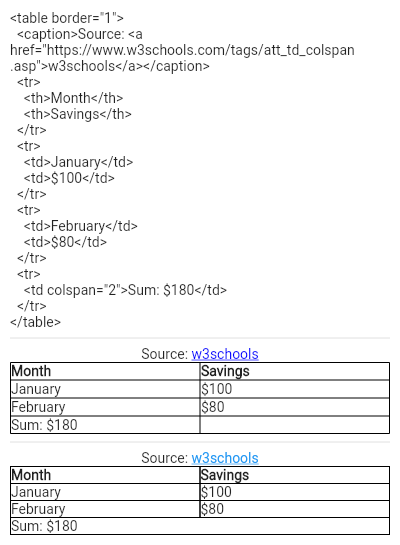 <table border="1">
  <caption>Source: <a
href="https://www.w3schools.com/tags/att_td_colspan
.asp">w3schools</a></caption>
  <tr>
    <th>Month</th>
    <th>Savings</th>
  </tr>
  <tr>
    <td>January</td>
    <td>$100</td>
  </tr>
  <tr>
    <td>February</td>
    <td>$80</td>
  </tr>
  <tr>
    <td colspan="2">Sum: $180</td>
  </tr>
</table>
Source: w3schools
Month Savings
January $100
February $80
Sum: $180
Source: w3schools
Month Savings
January $100
February $80
Sum: $180